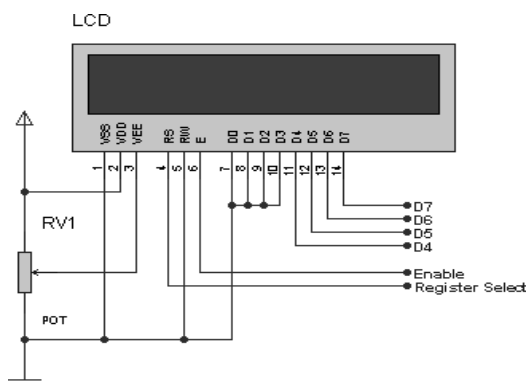 LCD
VSS VDD VEE RS RW E D0 D1 D2 D3 D4 D5 D6 D7
1 2 3 4 5 6 7 8 9 10 11 12 13 14
D7
D6
RV1
D5
D4
Enable
Register Select
POT